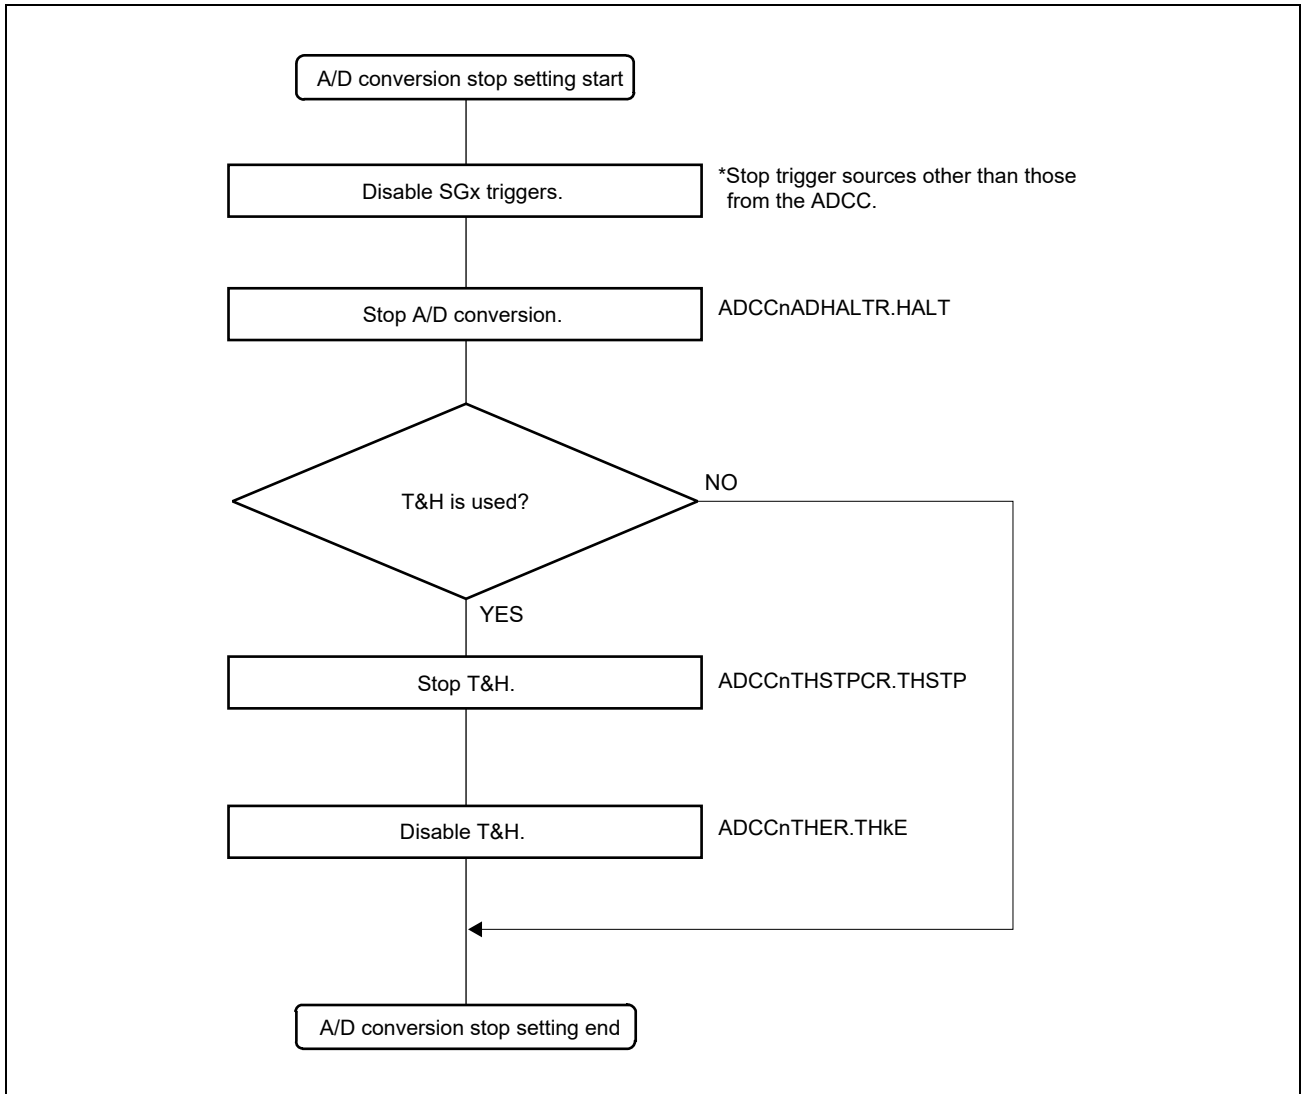 A/D conversion stop setting start
Disable SGx triggers.
*Stop trigger sources other than those
from the ADCC.
Stop A/D conversion.
ADCCnADHALTR.HALT
T&H is used?
NO
YES
Stop T&H.
ADCCnTHSTPCR.THSTP
Disable T&H.
ADCCnTHER.THkE
A/D conversion stop setting end